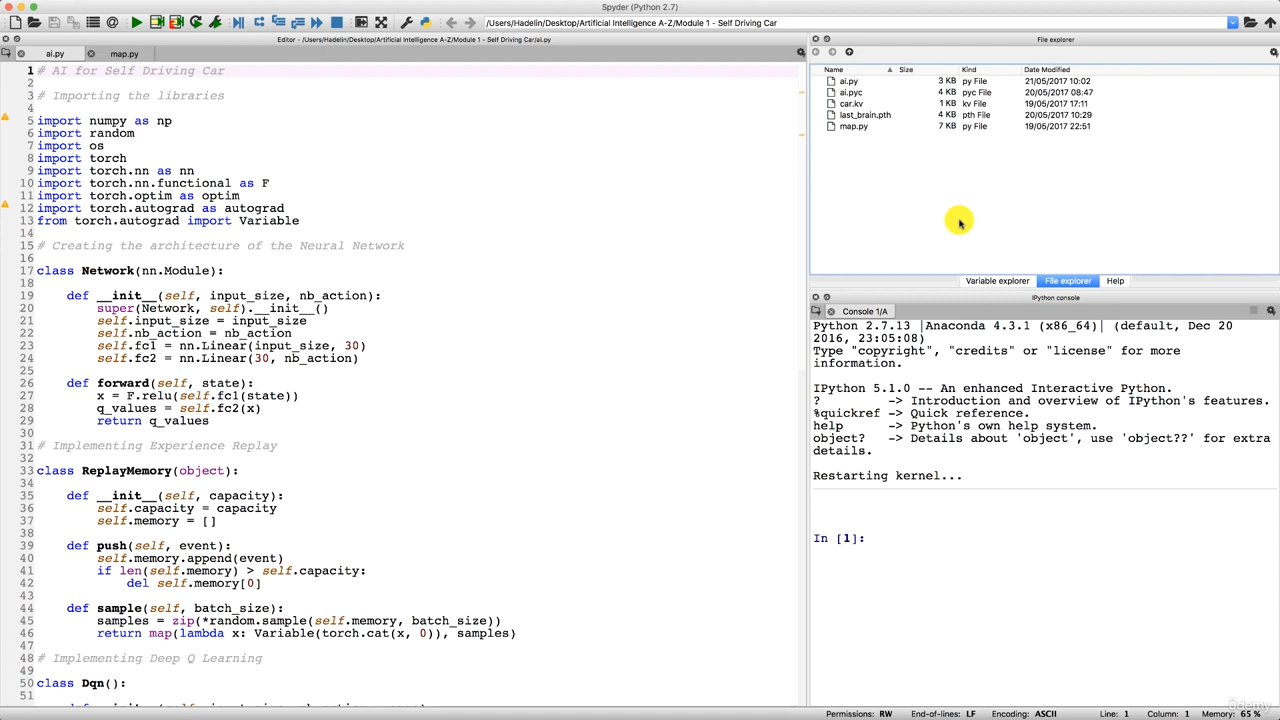 Spyder (Python 2.7)
/Users/Hadelin/Desktop/Artificial Intelligence A-Z/Module 1 - Self Driving Car
Editor - /Users/Hadelin/Desktop/Artificial Intelligence A-Z/Module 1 - Self Driving Car/ai.py
ai.py
map.py
1 # AI for Self Driving Car
2
3 # Importing the libraries
4
5 import numpy as np
6 import random
7 import os
8 import torch
9 import torch.nn as nn
10 import torch.nn.functional as F
11 import torch.optim as optim
12 import torch.autograd as autograd
13 from torch.autograd import Variable
14
15 # Creating the architecture of the Neural Network
16
17 class Network(nn.Module):
18
19     def __init__(self, input_size, nb_action):
20         super(Network, self).__init__()
21         self.input_size = input_size
22         self.nb_action = nb_action
23         self.fc1 = nn.Linear(input_size, 30)
24         self.fc2 = nn.Linear(30, nb_action)
25
26     def forward(self, state):
27         x = F.relu(self.fc1(state))
28         q_values = self.fc2(x)
29         return q_values
30
31 # Implementing Experience Replay
32
33 class ReplayMemory(object):
34
35     def __init__(self, capacity):
36         self.capacity = capacity
37         self.memory = []
38
39     def push(self, event):
40         self.memory.append(event)
41         if len(self.memory) > self.capacity:
42             del self.memory[0]
43
44     def sample(self, batch_size):
45         samples = zip(*random.sample(self.memory, batch_size))
46         return map(lambda x: Variable(torch.cat(x, 0)), samples)
47
48 # Implementing Deep Q Learning
49
50 class Dqn():
51
File explorer
Name Size Kind Date Modified
ai.py 3 KB py File 21/05/2017 10:02
ai.pyc 4 KB pyc File 20/05/2017 08:47
car.kv 1 KB kv File 19/05/2017 17:11
last_brain.pth 4 KB pth File 20/05/2017 10:29
map.py 7 KB py File 19/05/2017 22:51
Variable explorer File explorer Help
IPython console
Console 1/A
Python 2.7.13 |Anaconda 4.3.1 (x86_64)| (default, Dec 20
2016, 23:05:08)
Type "copyright", "credits" or "license" for more
information.
IPython 5.1.0 -- An enhanced Interactive Python.
? -> Introduction and overview of IPython's features.
%quickref -> Quick reference.
help -> Python's own help system.
object? -> Details about 'object', use 'object??' for extra
details.
Restarting kernel...
In [1]:
udemy
Permissions: RW End-of-lines: LF Encoding: ASCII Line: 1 Column: 1 Memory: 65 %